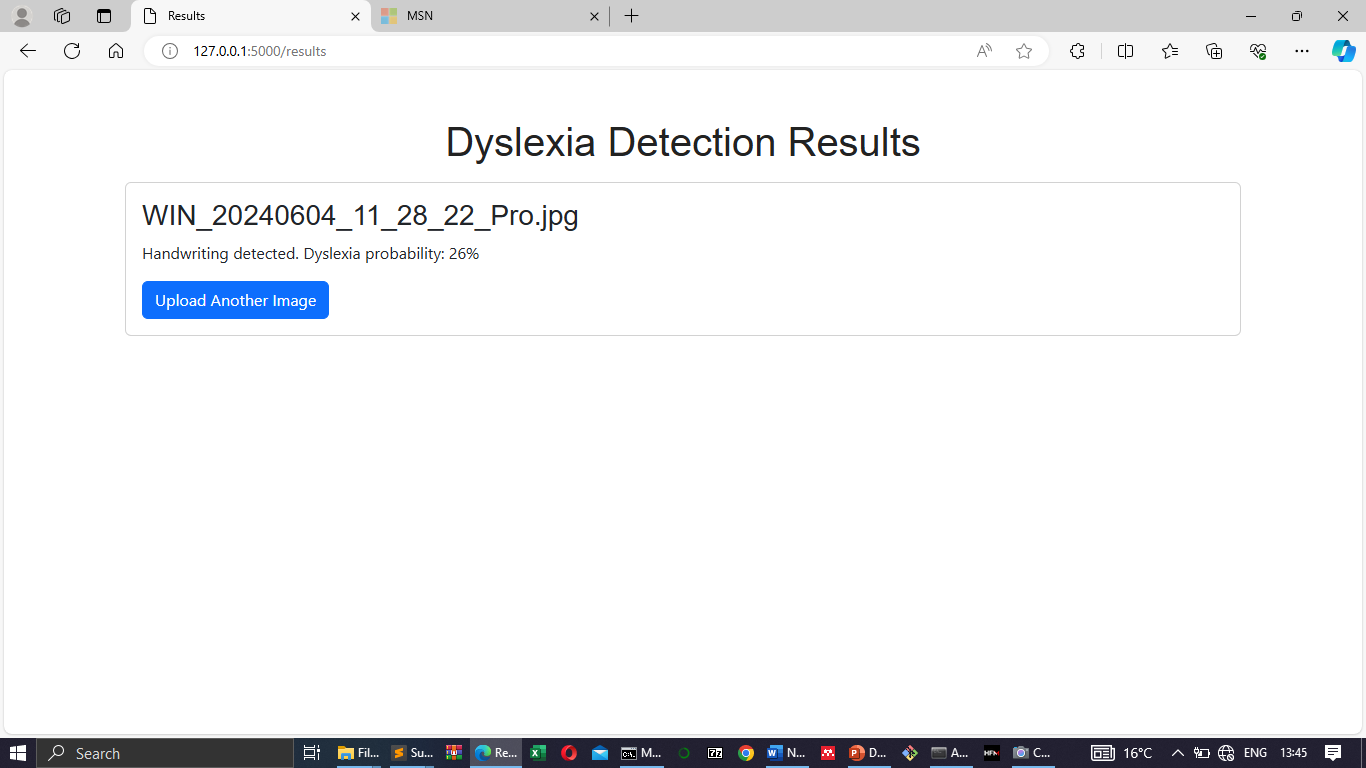 Results
MSN
127.0.0.1:5000/results
Dyslexia Detection Results
WIN_20240604_11_28_22_Pro.jpg
Handwriting detected. Dyslexia probability: 26%
Upload Another Image
Search Fil... Su... Re... M... N... D... A... HFM C... 16°C ENG 13:45